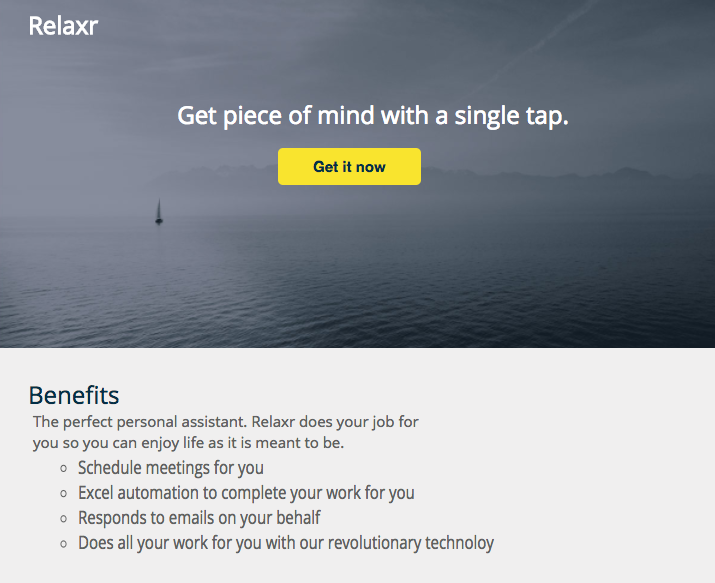 Relaxr
Get piece of mind with a single tap.
Get it now
Benefits
The perfect personal assistant. Relaxr does your job for
you so you can enjoy life as it is meant to be.
Schedule meetings for you
Excel automation to complete your work for you
Responds to emails on your behalf
Does all your work for you with our revolutionary technoloy